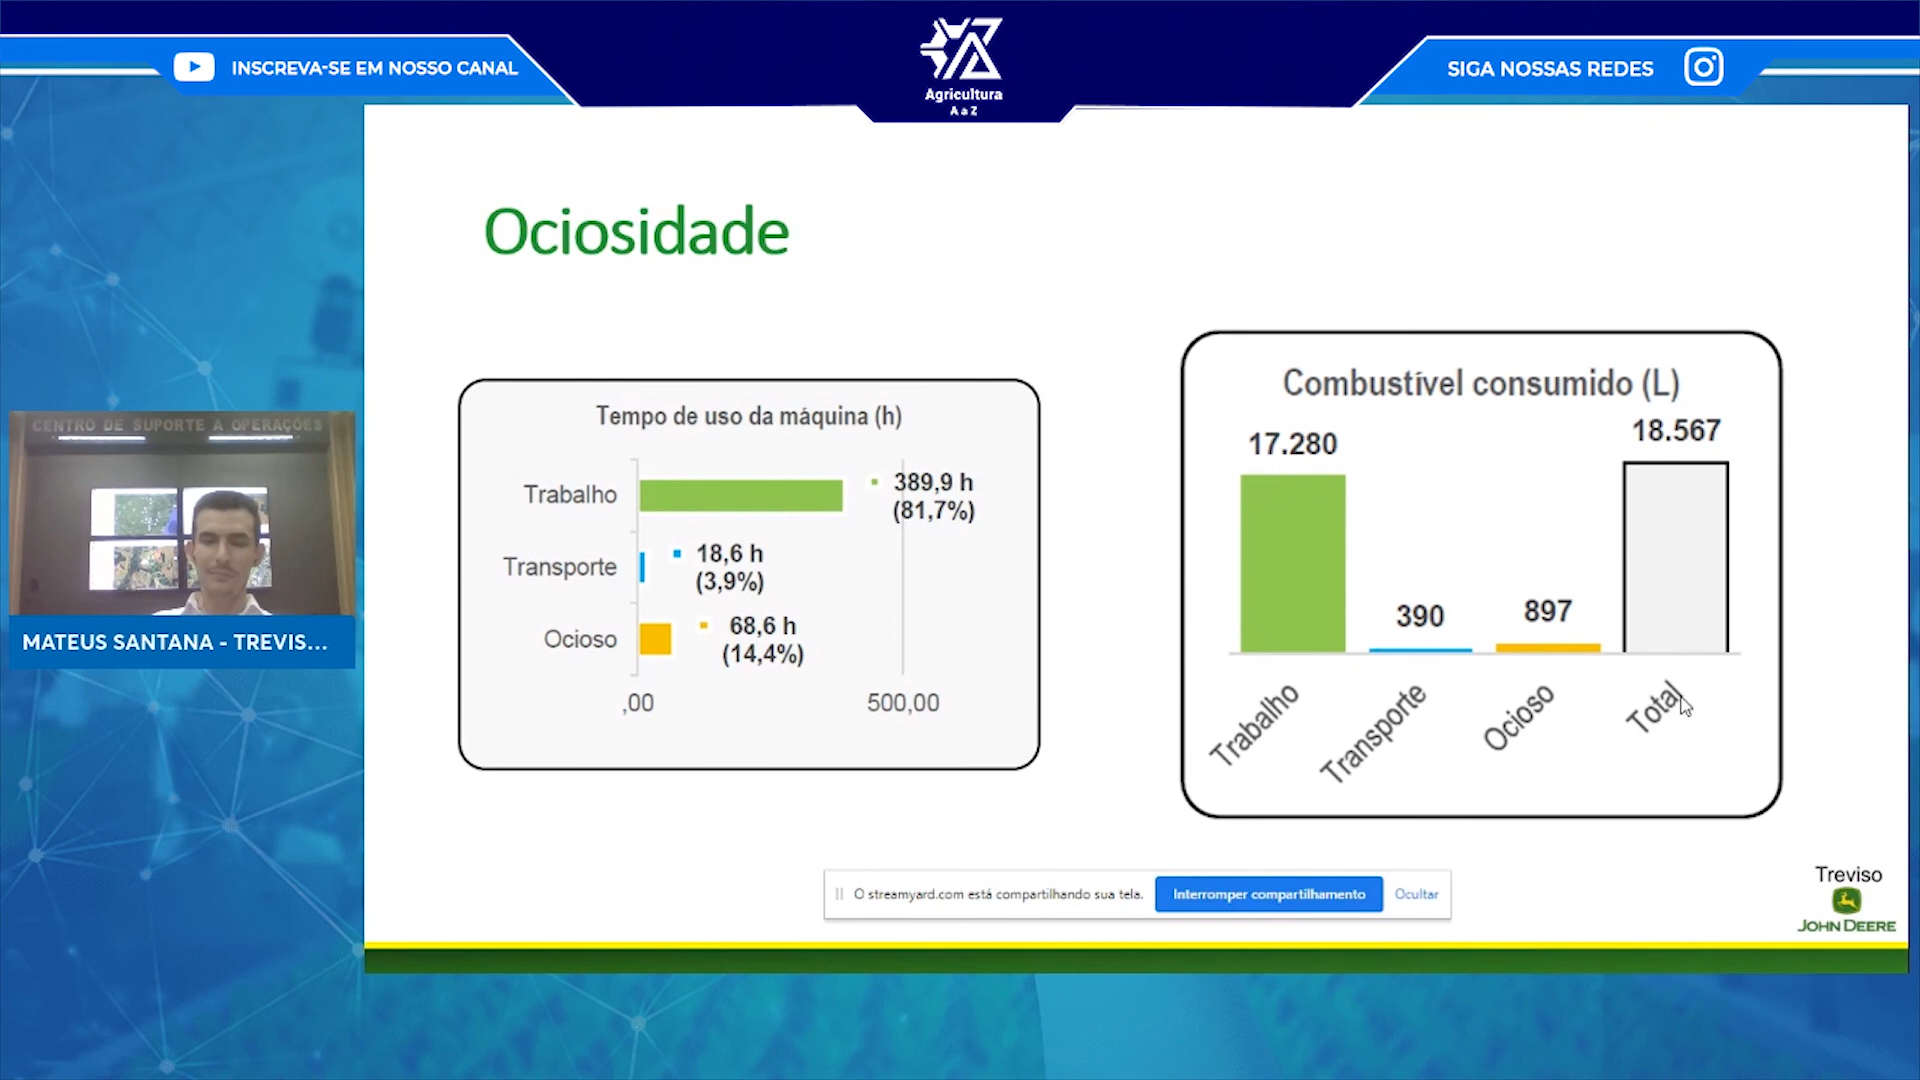 INSCREVA-SE EM NOSSO CANAL
Agricultura
A a Z
SIGA NOSSAS REDES
Ociosidade
Tempo de uso da máquina (h)
Trabalho
389,9 h
(81,7%)
Transporte
18,6 h
(3,9%)
Ocioso
68,6 h
(14,4%)
,00
500,00
Combustível consumido (L)
17.280
390
897
18.567
Trabalho
Transporte
Ocioso
Total
CENTRO DE SUPORTE A OPERAÇÕES
MATEUS SANTANA - TREVIS...
O streamyard.com está compartilhando sua tela.
Interromper compartilhamento
Ocultar
Treviso
JOHN DEERE